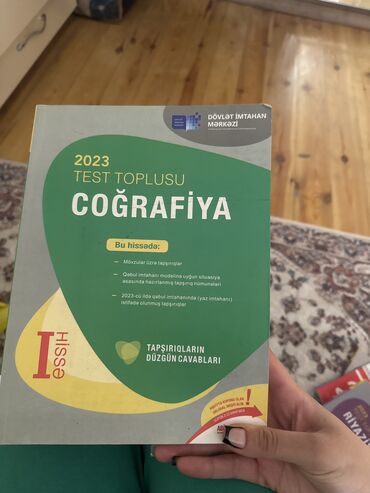 DÖVLƏT İMTAHAN
MƏRKƏZİ
2023
TEST TOPLUSU
COĞRAFİYA
Bu hissədə:
Mövzular üzrə tapşırıqlar
Qəbul imtahanı modelinə uyğun situasiya
əsasında hazırlanmış tapşırıq nümunələri
2023-cü ildə qəbul imtahanında (yaz imtahanı)
istifadə olunmuş tapşırıqlar
I Hissə
TAPŞIRIQLARIN
DÜZGÜN CAVABLARI